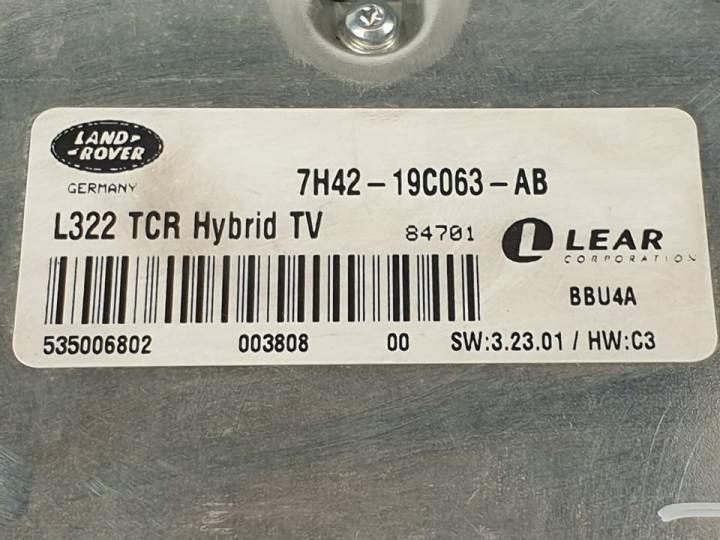 LAND-
ROVER
GERMANY
7H42-19C063-AB
L322 TCR Hybrid TV
84701
LEAR
CORPORATION
BBU4A
535006802 003808 00 SW:3.23.01 / HW:C3